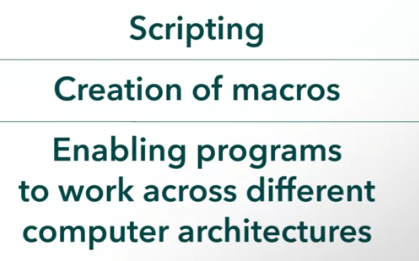 Scripting
Creation of macros
Enabling programs
to work across different
computer architectures